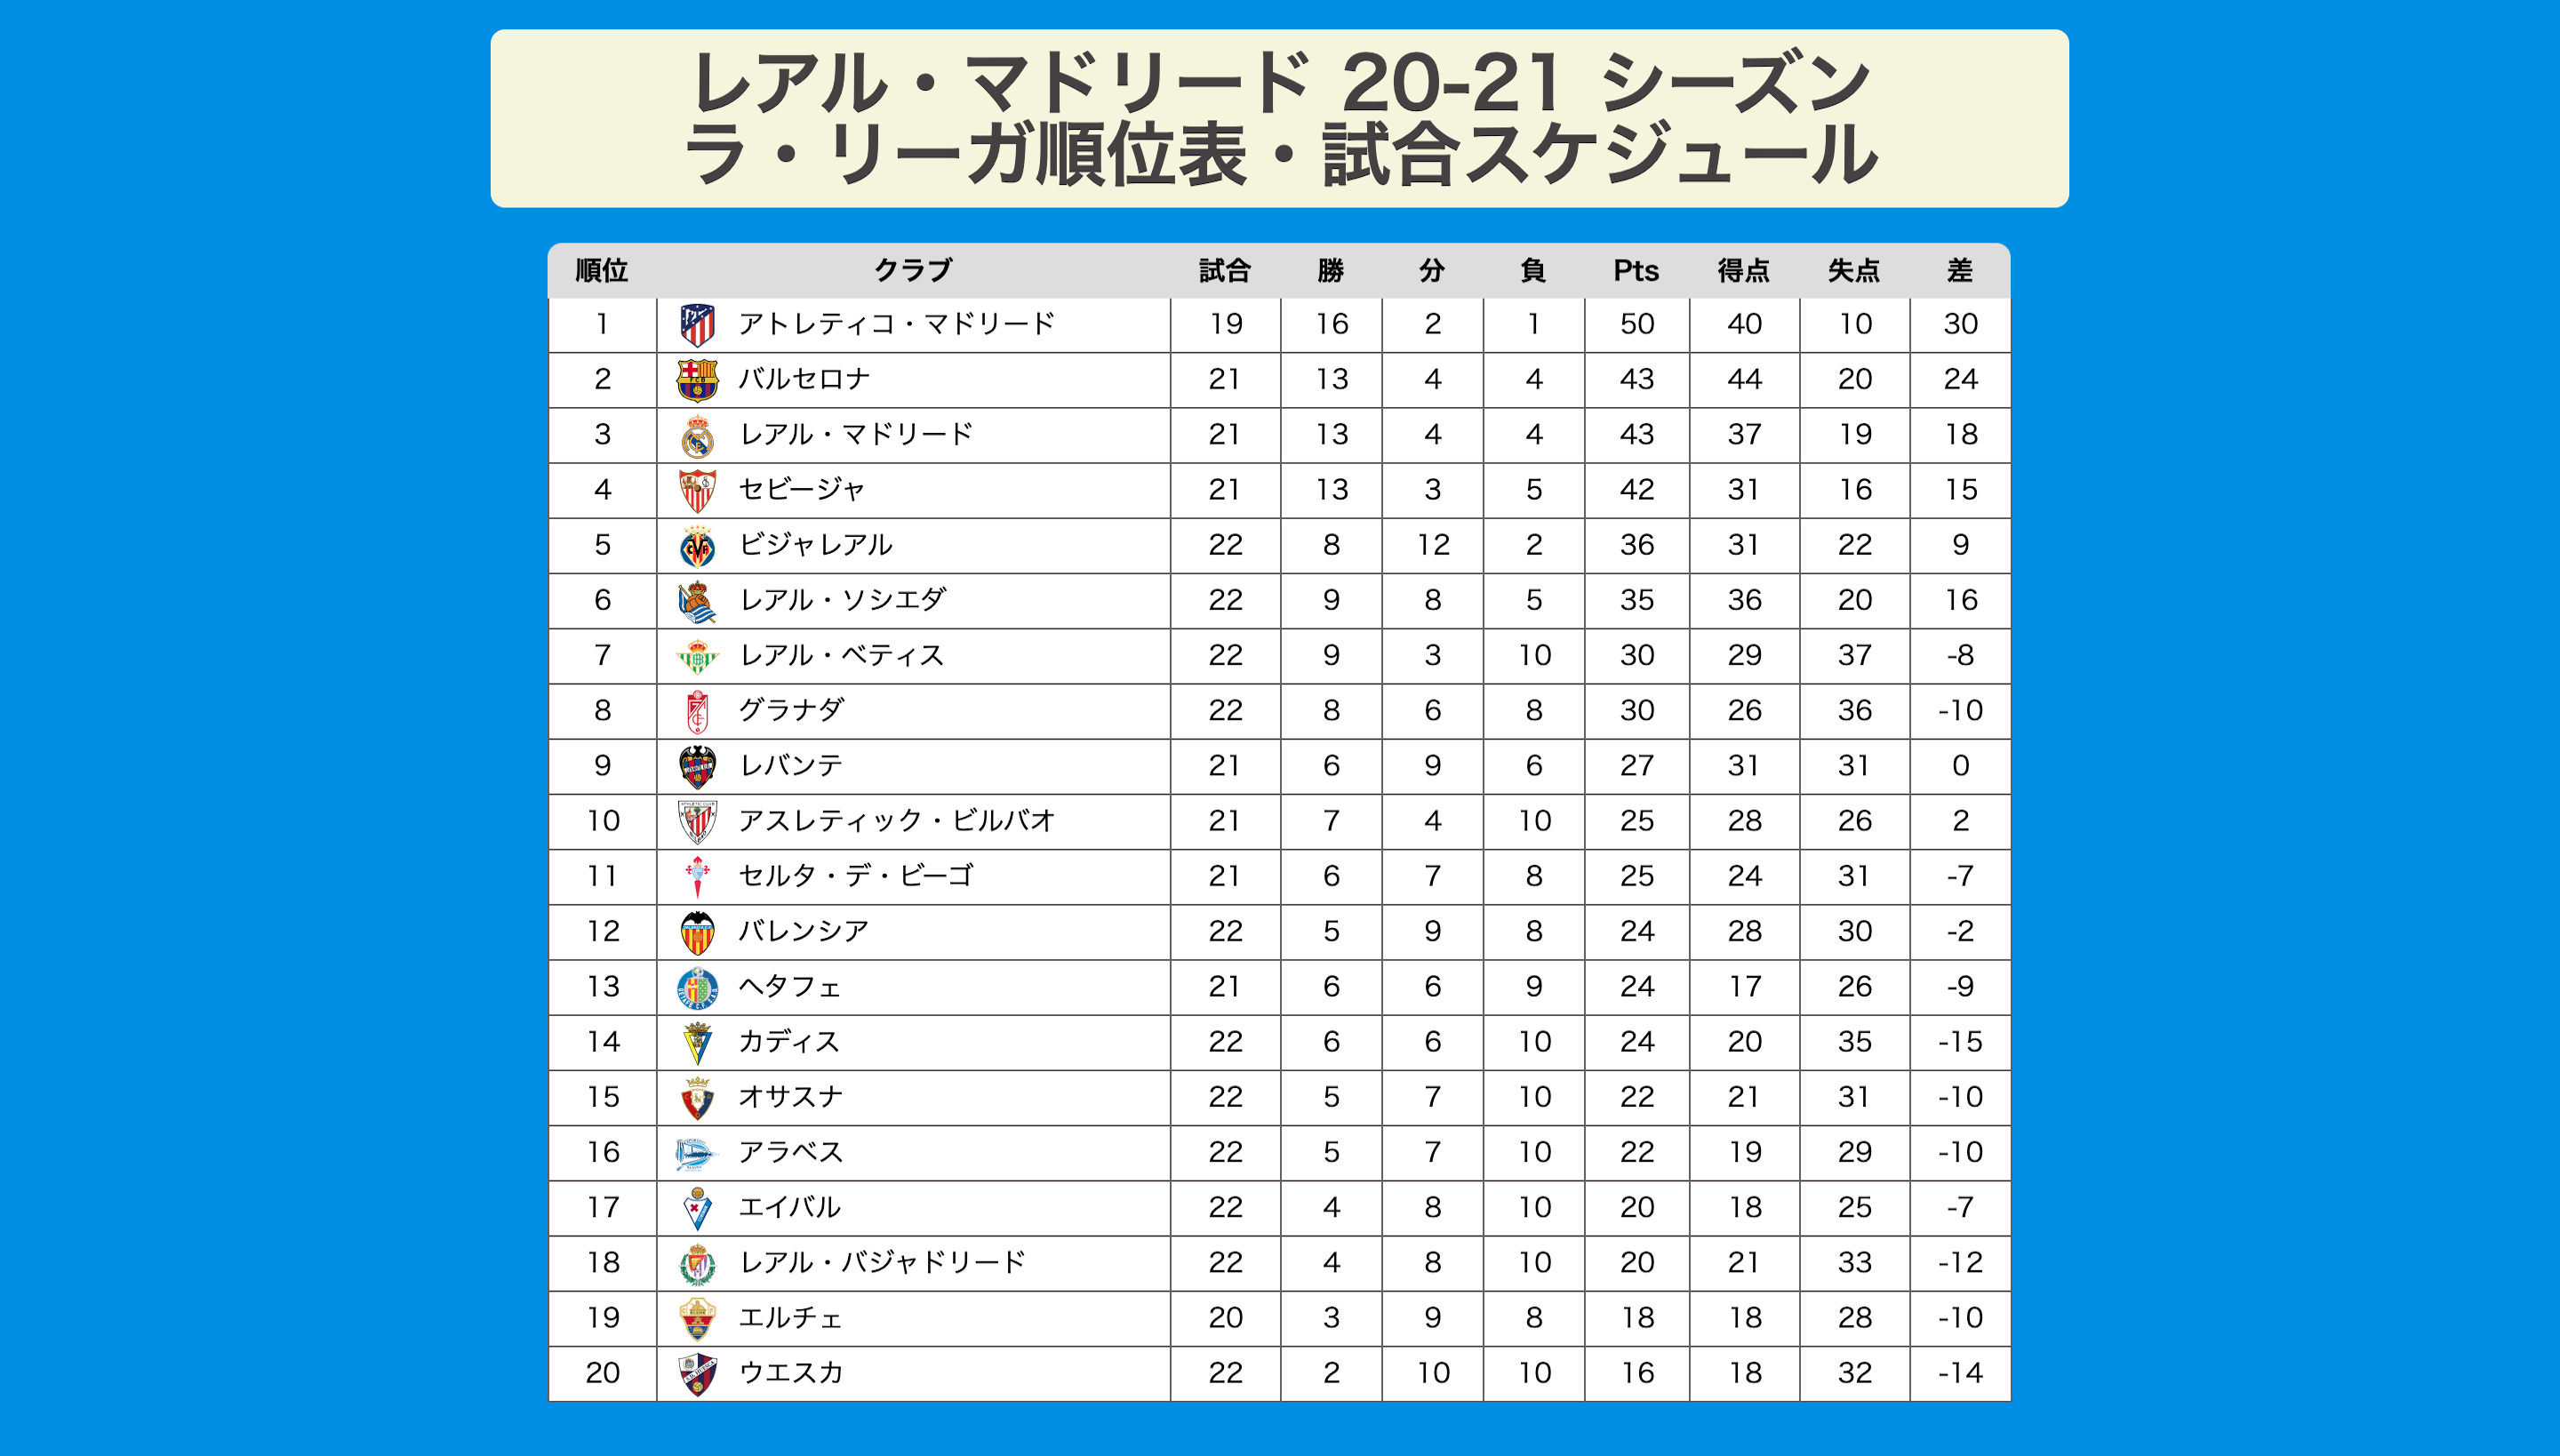 レアル・マドリード 20-21 シーズン
ラ・リーガ順位表・試合スケジュール
順位 クラブ 試合 勝 分 負 Pts 得点 失点 差
1 アトレティコ・マドリード 19 16 2 1 50 40 10 30
2 バルセロナ 21 13 4 4 43 44 20 24
3 レアル・マドリード 21 13 4 4 43 37 19 18
4 セビージャ 21 13 3 5 42 31 16 15
5 ビジャレアル 22 8 12 2 36 31 22 9
6 レアル・ソシエダ 22 9 8 5 35 36 20 16
7 レアル・ベティス 22 9 3 10 30 29 37 -8
8 グラナダ 22 8 6 8 30 26 36 -10
9 レバンテ 21 6 9 6 27 31 31 0
10 アスレティック・ビルバオ 21 7 4 10 25 28 26 2
11 セルタ・デ・ビーゴ 21 6 7 8 25 24 31 -7
12 バレンシア 22 5 9 8 24 28 30 -2
13 ヘタフェ 21 6 6 9 24 17 26 -9
14 カディス 22 6 6 10 24 20 35 -15
15 オサスナ 22 5 7 10 22 21 31 -10
16 アラベス 22 5 7 10 22 19 29 -10
17 エイバル 22 4 8 10 20 18 25 -7
18 レアル・バジャドリード 22 4 8 10 20 21 33 -12
19 エルチェ 20 3 9 8 18 18 28 -10
20 ウエスカ 22 2 10 10 16 18 32 -14